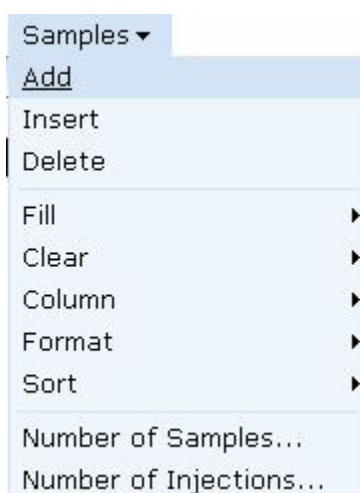 Samples
Add
Insert
Delete
Fill
Clear
Column
Format
Sort
Number of Samples...
Number of Injections...